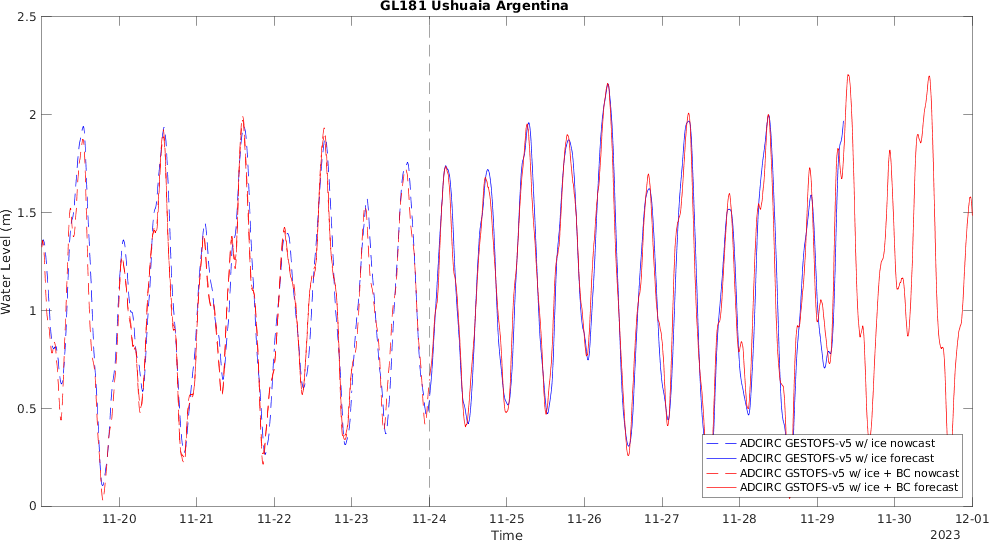 GL181 Ushuaia Argentina
2.5
2
1.5
1
0.5
0
Water Level (m)
11-20 11-21 11-22 11-23 11-24 11-25 11-26 11-27 11-28 11-29 11-30 12-01
Time
2023
ADCIRC GESTOFS-v5 w/ ice nowcast
ADCIRC GESTOFS-v5 w/ ice forecast
ADCIRC GSTOFS-v5 w/ ice + BC nowcast
ADCIRC GSTOFS-v5 w/ ice + BC forecast